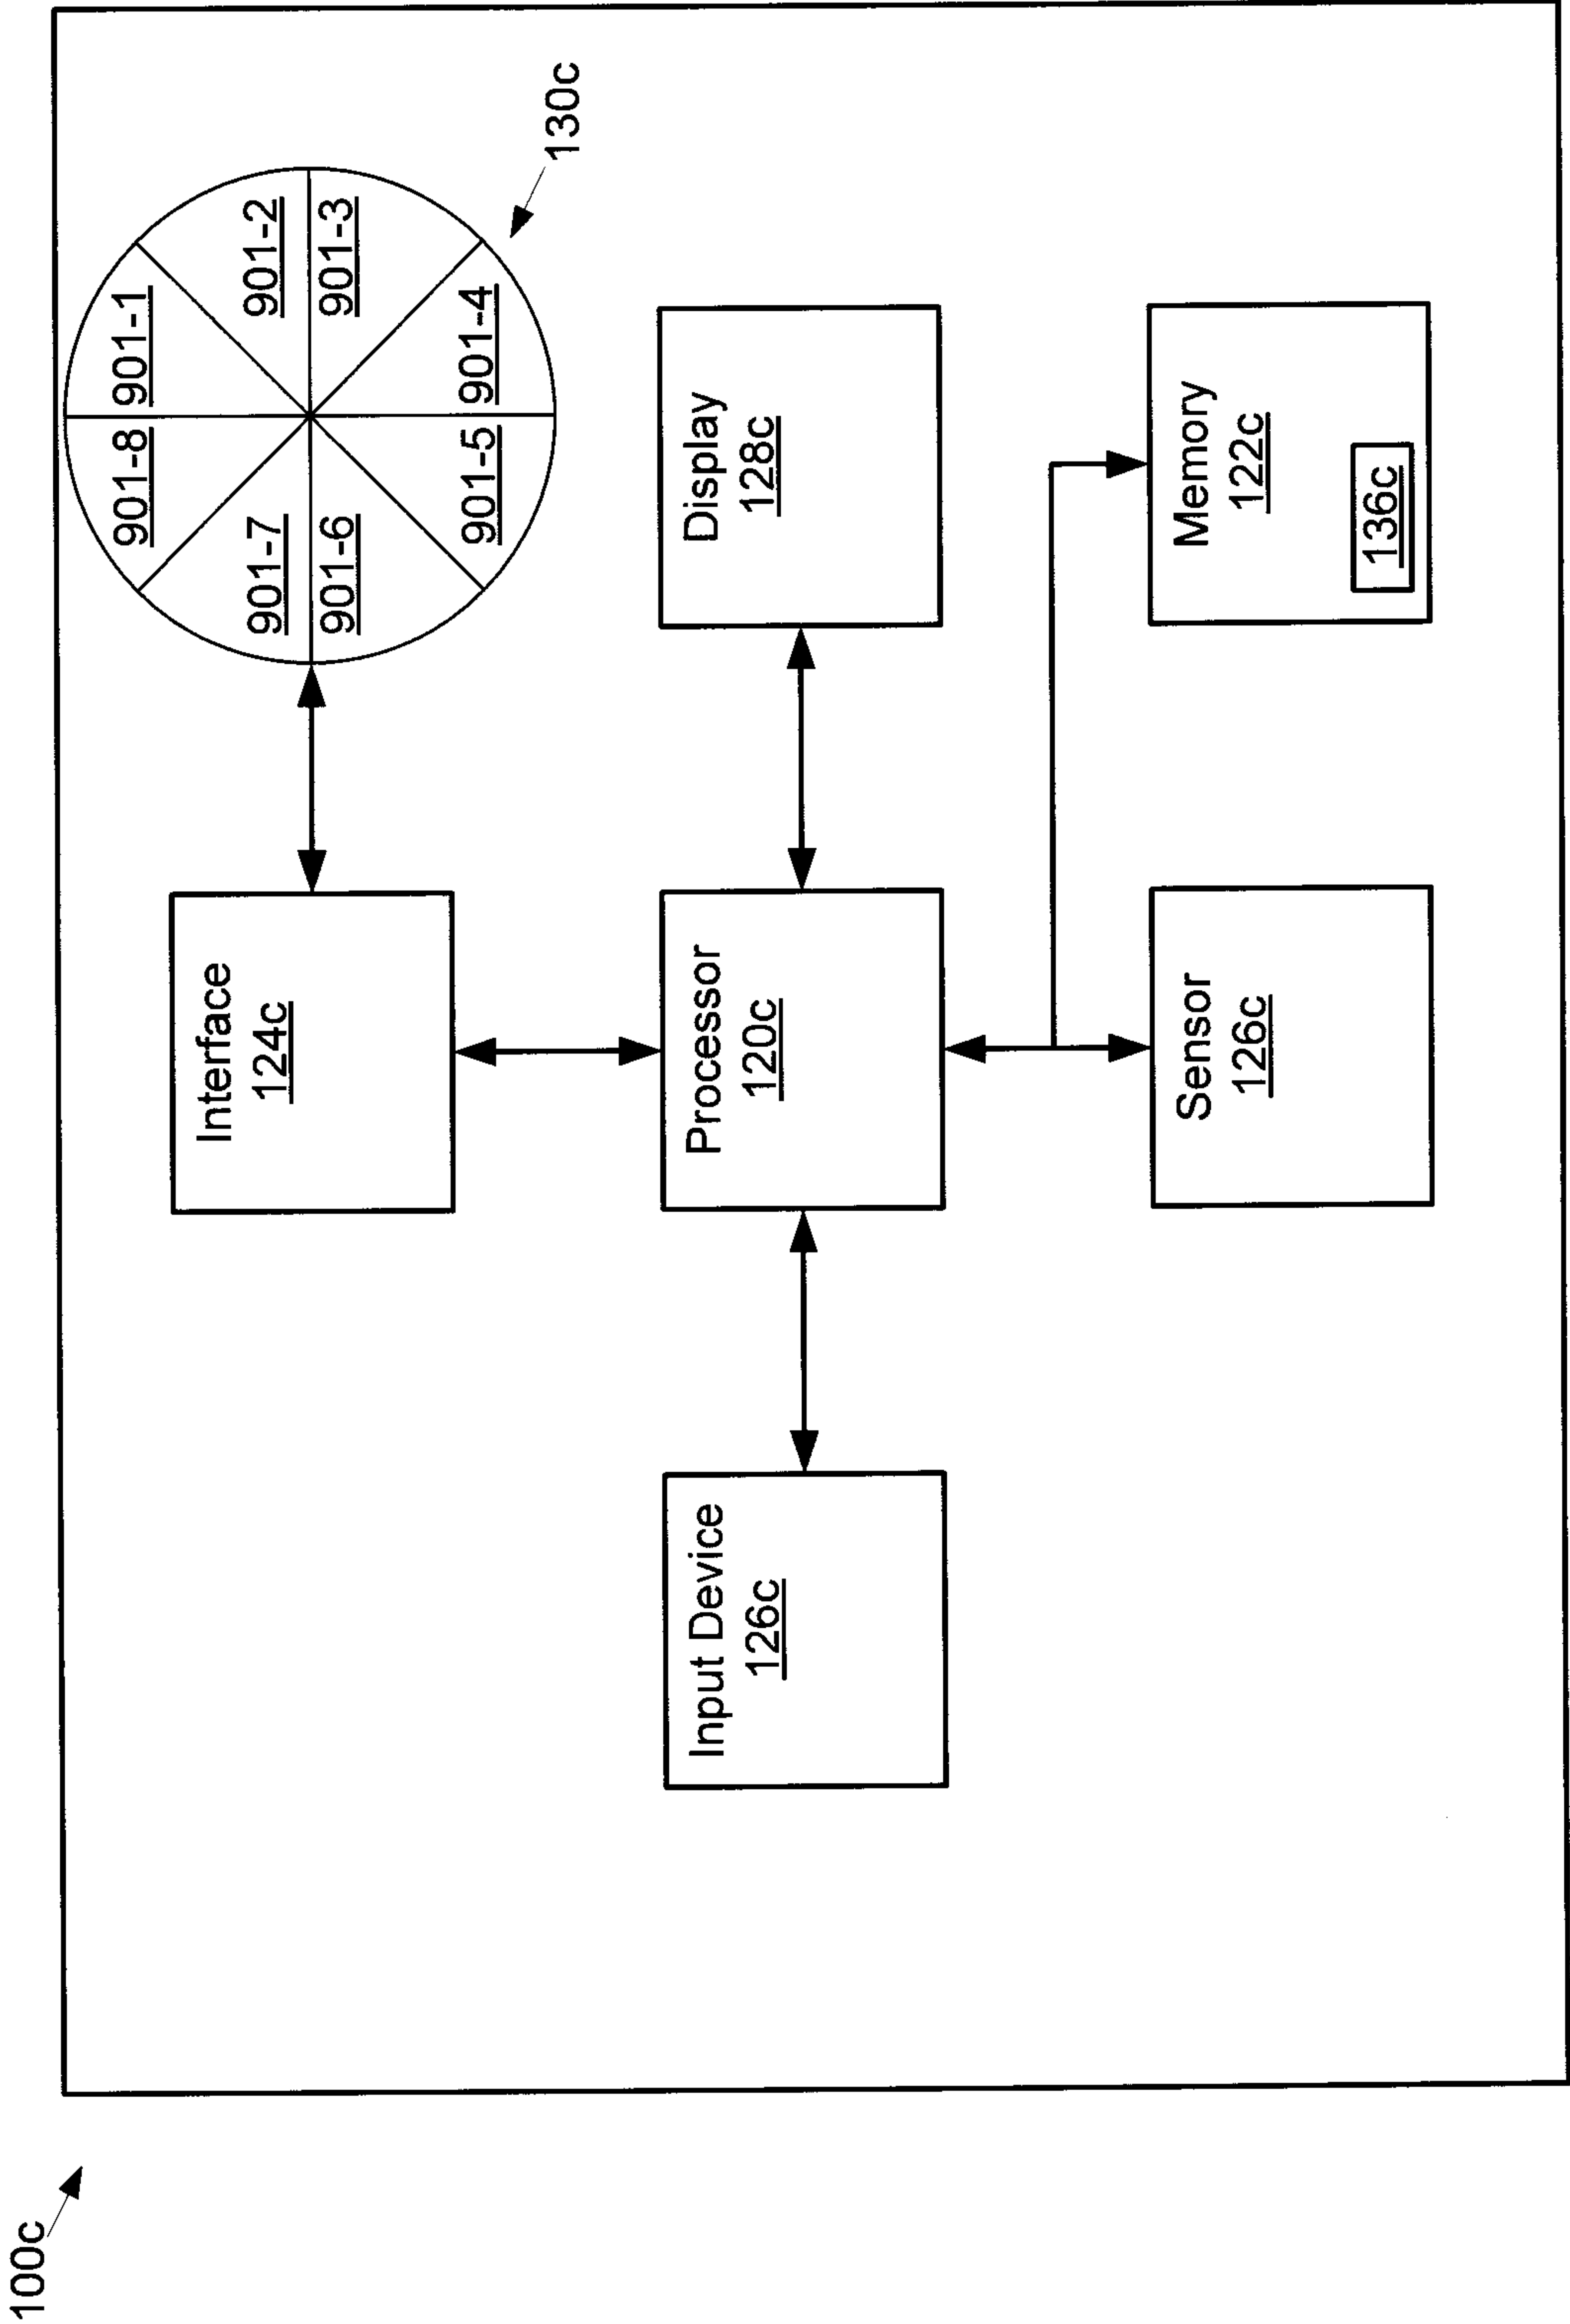 100c
Interface
124c
901-8
901-1
901-7
901-2
901-6
901-3
901-5
901-4
130c
Input Device
126c
Processor
120c
Display
128c
Sensor
126c
Memory
122c
136c